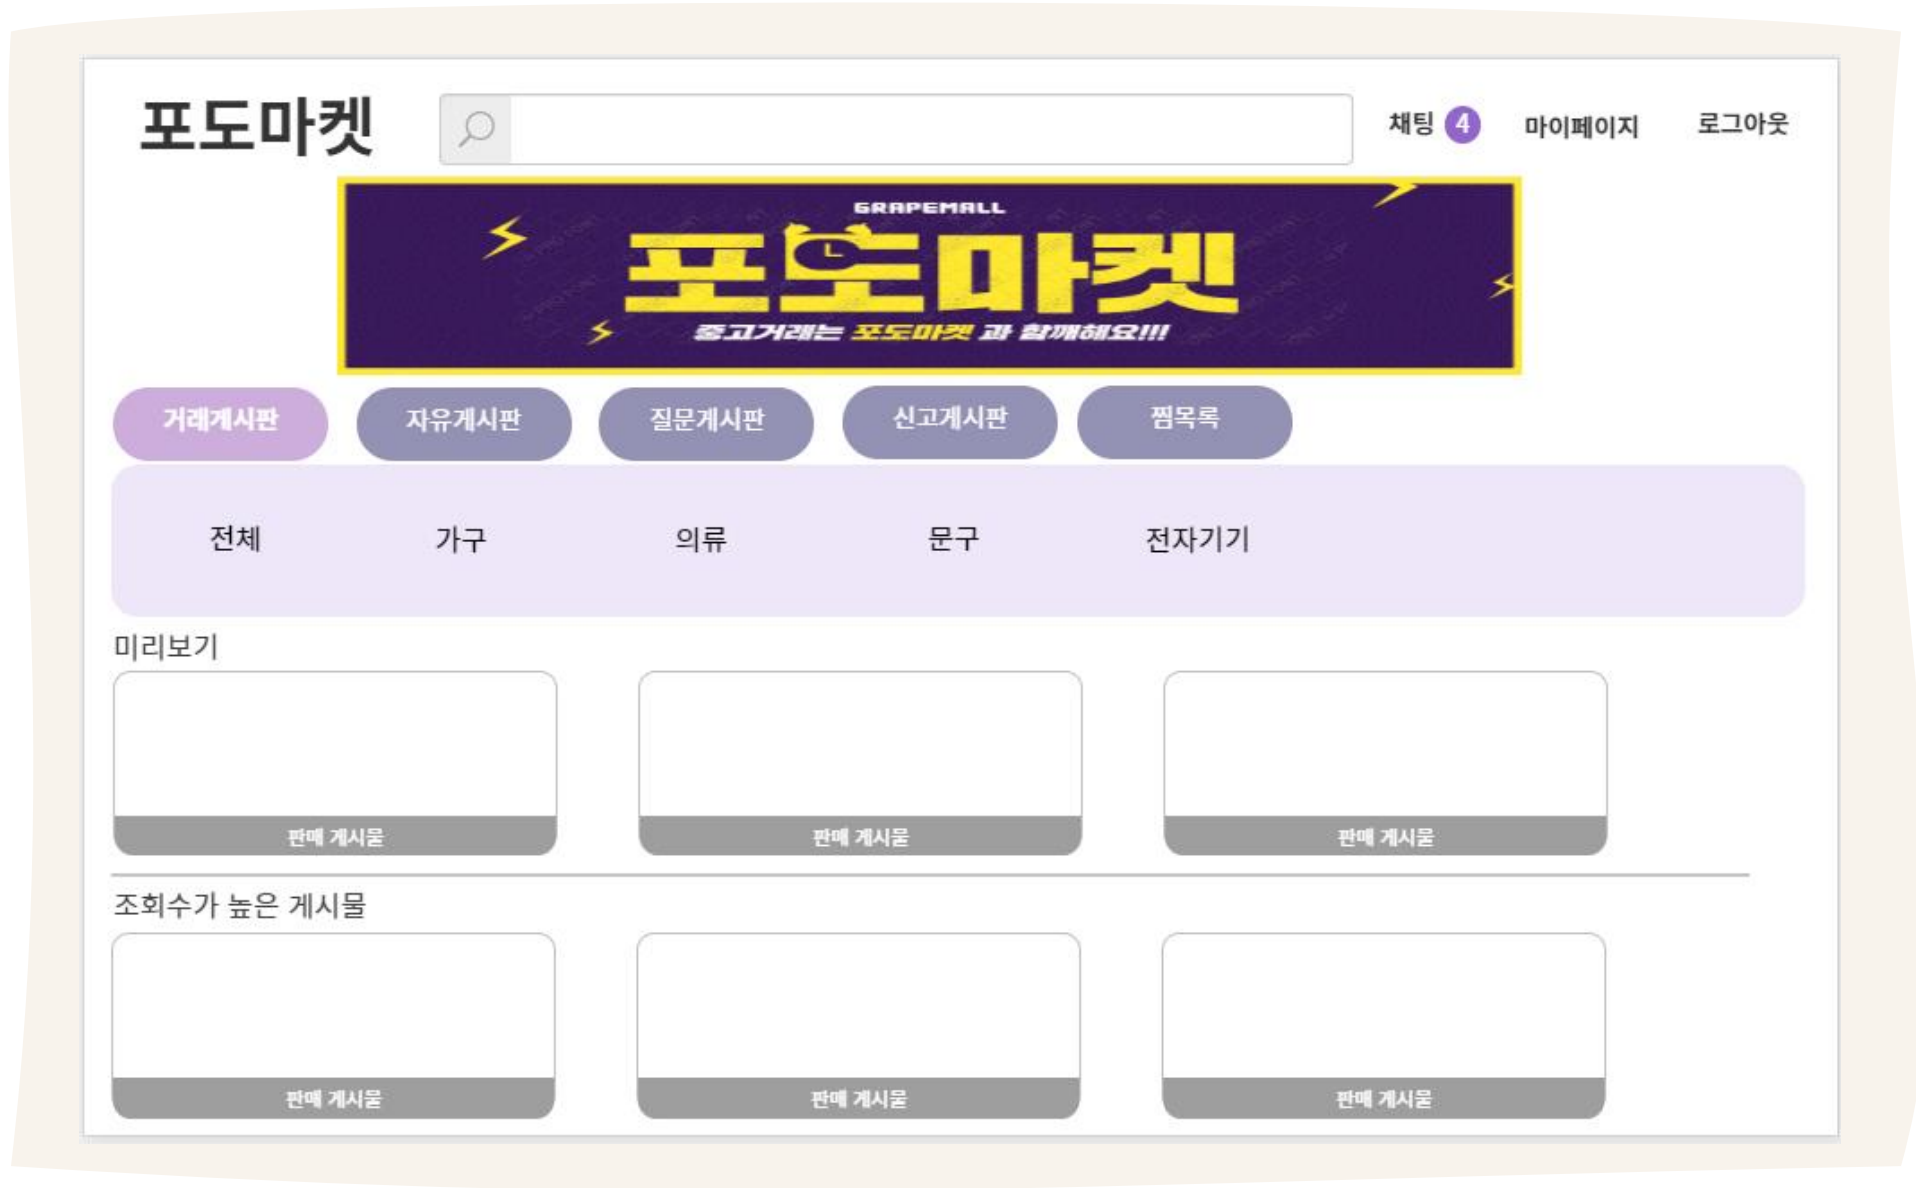 포도마켓
채팅 4 마이페이지 로그아웃
GRAPEMALL
포도마켓
중고거래는 포도마켓 과 함께해요!!!
거래게시판 자유게시판 질문게시판 신고게시판 찜목록
전체 가구 의류 문구 전자기기
미리보기
판매 게시물 판매 게시물 판매 게시물
조회수가 높은 게시물
판매 게시물 판매 게시물 판매 게시물